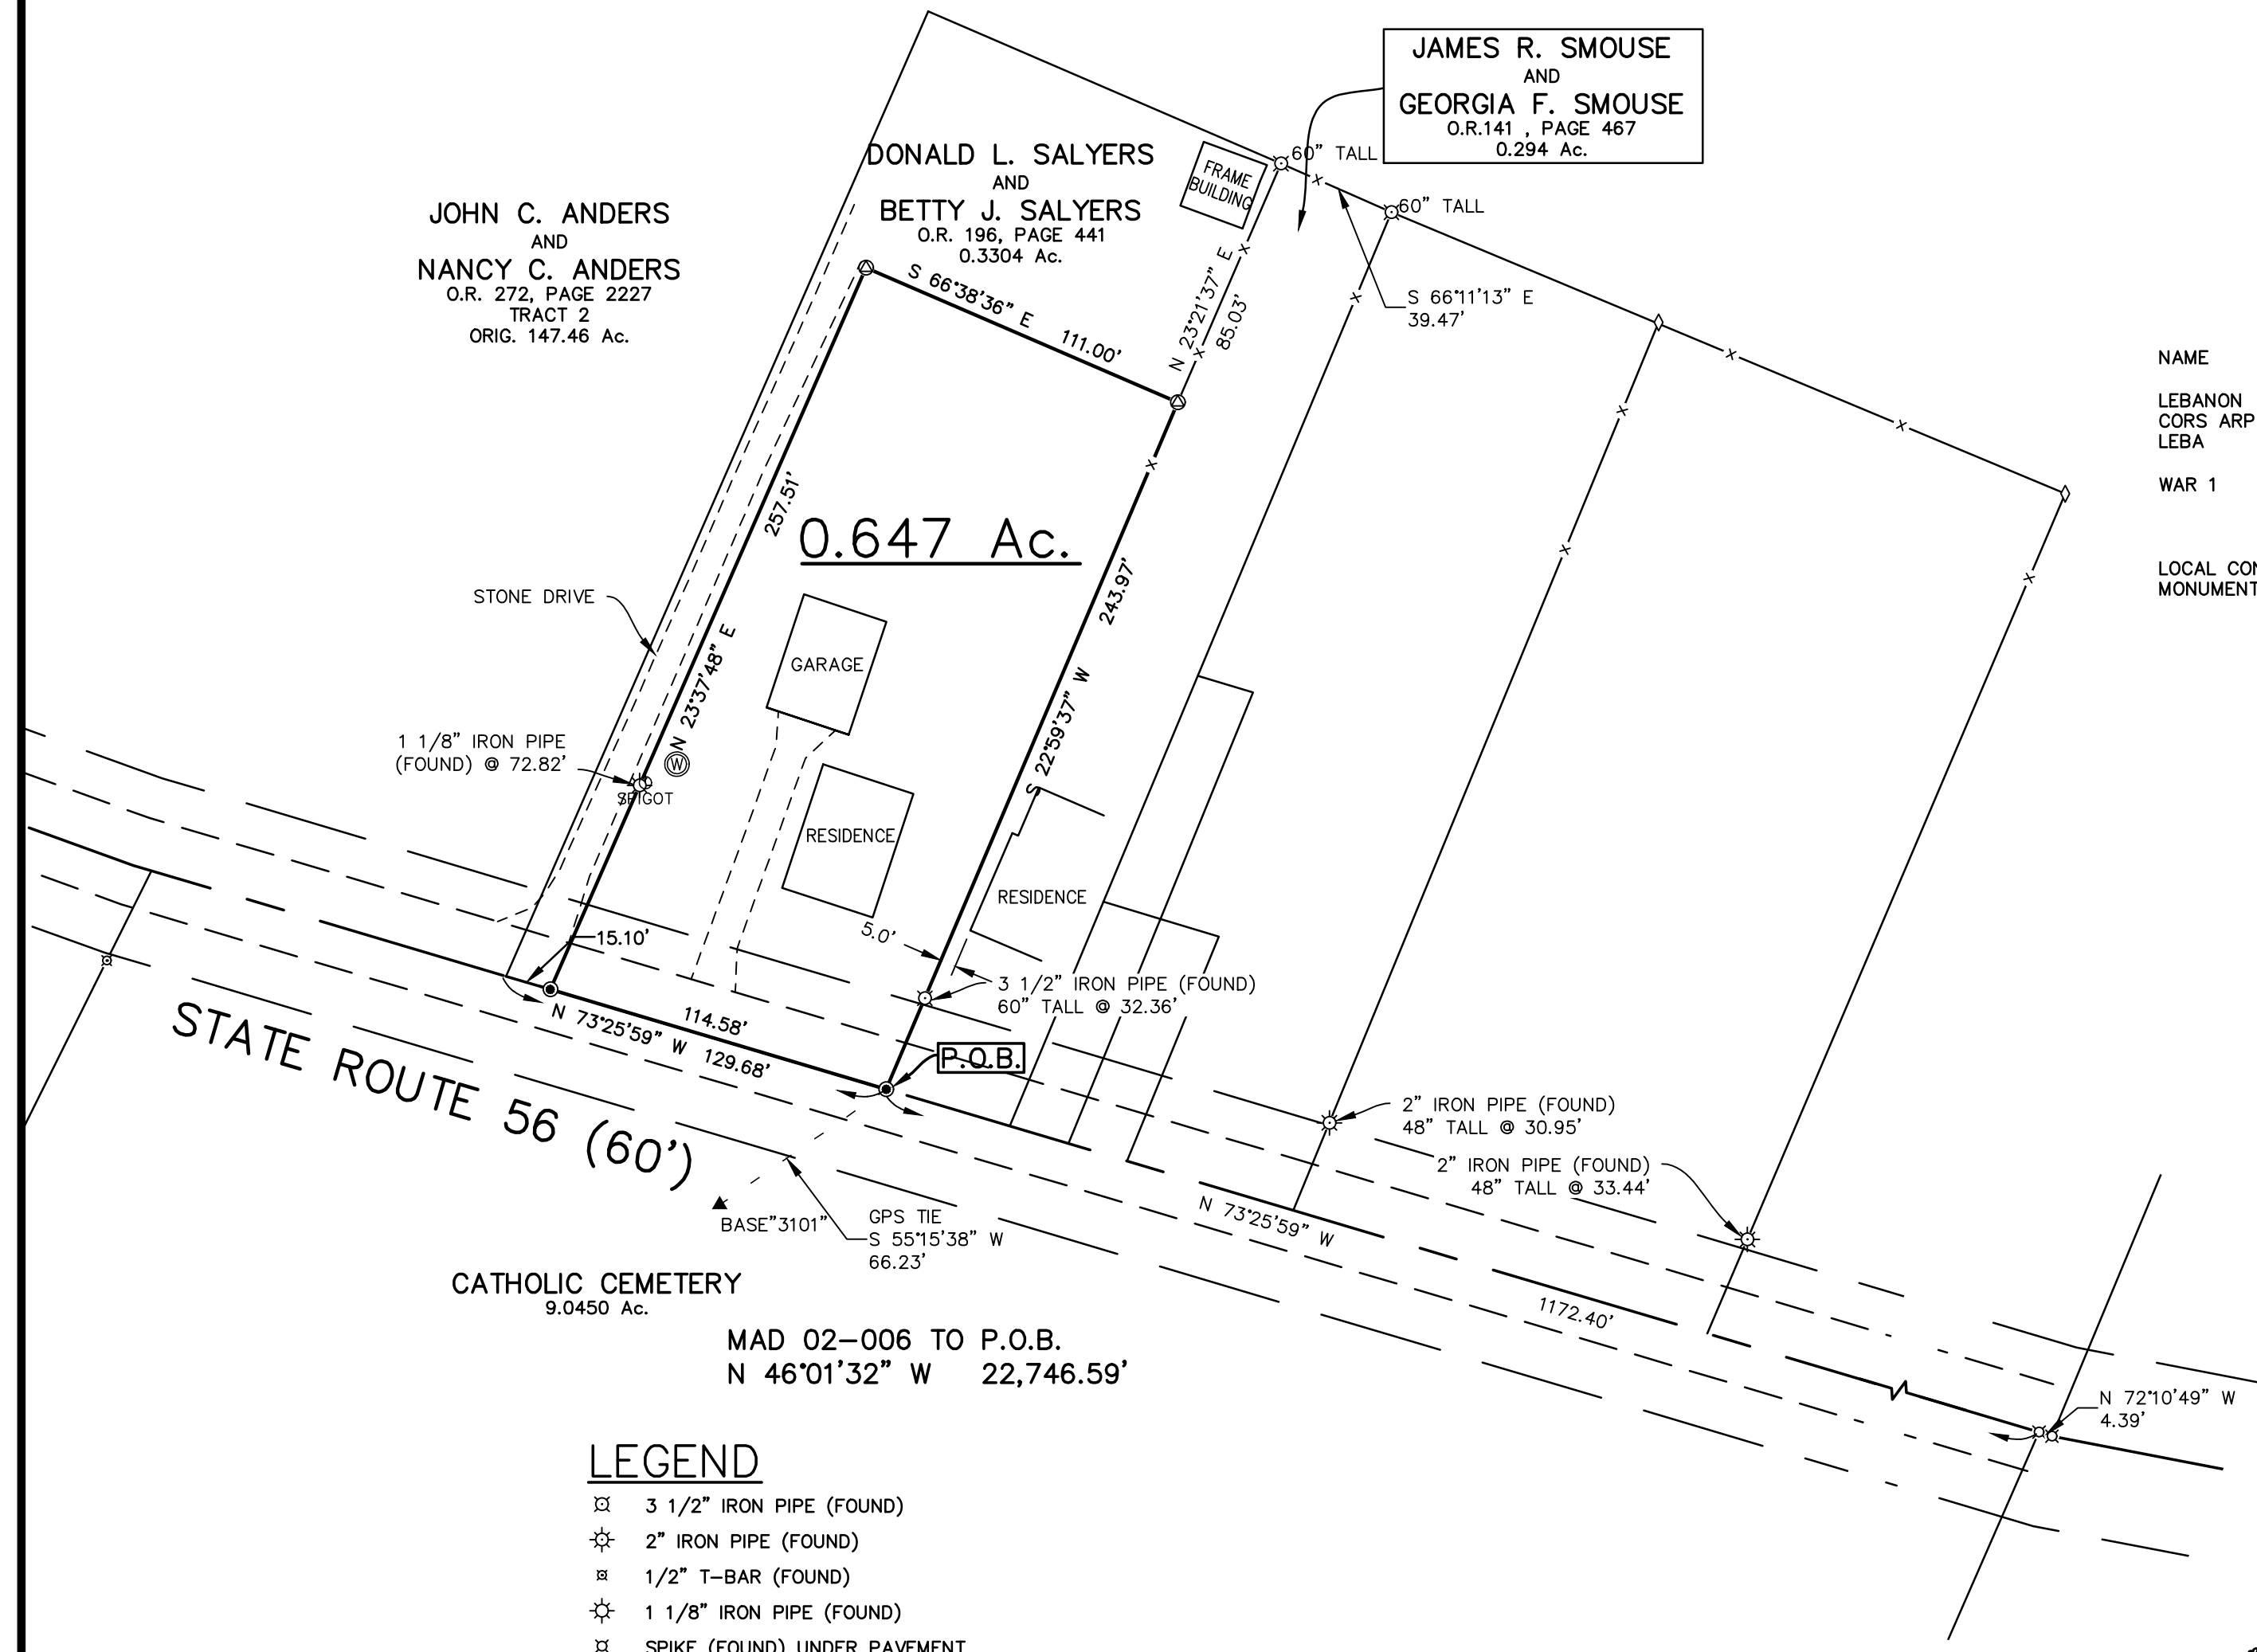 JAMES R. SMOUSE
AND
GEORGIA F. SMOUSE
O.R.141 , PAGE 467
0.294 Ac.
60" TALL
60" TALL
FRAME
BUILDING
DONALD L. SALYERS
AND
BETTY J. SALYERS
O.R. 196, PAGE 441
0.3304 Ac.
JOHN C. ANDERS
AND
NANCY C. ANDERS
O.R. 272, PAGE 2227
TRACT 2
ORIG. 147.46 Ac.
S 66°38'36" E 111.00'
N 23°21'37" E
85.03'
S 66°11'13" E
39.47'
NAME
LEBANON
CORS ARP
LEBA
WAR 1
LOCAL CON
MONUMENT
257.51'
N 23°37'48" E
0.647 Ac.
243.97'
S 22°59'37" W
STONE DRIVE
GARAGE
1 1/8" IRON PIPE
(FOUND) @ 72.82'
W
SPIGOT
RESIDENCE
RESIDENCE
5.0'
15.10'
3 1/2" IRON PIPE (FOUND)
60" TALL @ 32.36'
114.58'
N 73°25'59" W 129.68'
P.O.B.
STATE ROUTE 56 (60')
2" IRON PIPE (FOUND)
48" TALL @ 30.95'
2" IRON PIPE (FOUND)
48" TALL @ 33.44'
BASE"3101"
GPS TIE
S 55°15'38" W
66.23'
N 73°25'59" W
1172.40'
CATHOLIC CEMETERY
9.0450 Ac.
MAD 02-006 TO P.O.B.
N 46°01'32" W 22,746.59'
N 72°10'49" W
4.39'
LEGEND
3 1/2" IRON PIPE (FOUND)
2" IRON PIPE (FOUND)
1/2" T-BAR (FOUND)
1 1/8" IRON PIPE (FOUND)
SPIKE (FOUND) UNDER PAVEMENT